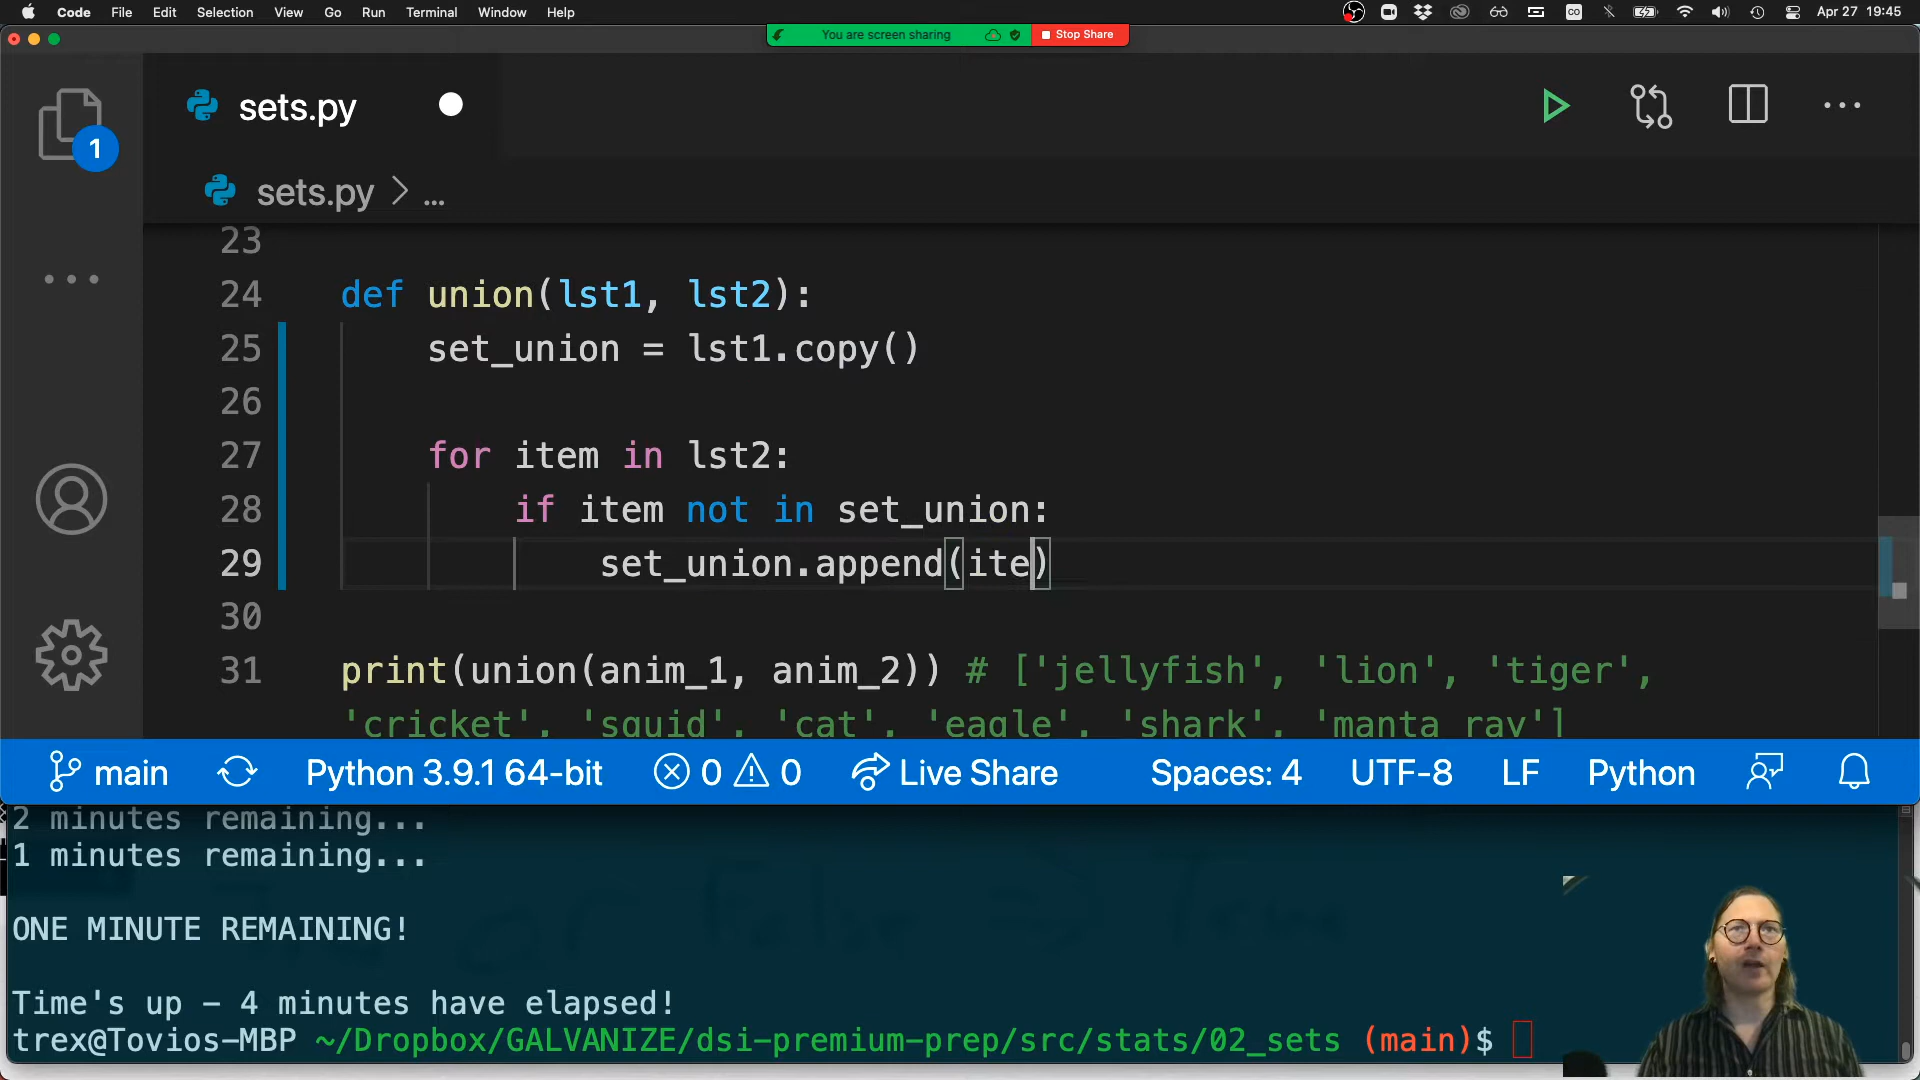 Code File Edit Selection View Go Run Terminal Window Help
Apr 27 19:45
You are screen sharing
Stop Share
sets.py
1
sets.py > ...
23
24 def union(lst1, lst2):
25 set_union = lst1.copy()
26
27 for item in lst2:
28 if item not in set_union:
29 set_union.append(ite)
30
31 print(union(anim_1, anim_2)) # ['jellyfish', 'lion', 'tiger',
'cricket', 'squid', 'cat', 'eagle', 'shark', 'manta ray']
main
Python 3.9.1 64-bit
0 0
Live Share
Spaces: 4
UTF-8
LF
Python
2 minutes remaining...
1 minutes remaining...
ONE MINUTE REMAINING!
Time's up - 4 minutes have elapsed!
trex@Tovios-MBP ~/Dropbox/GALVANIZE/dsi-premium-prep/src/stats/02_sets (main)$